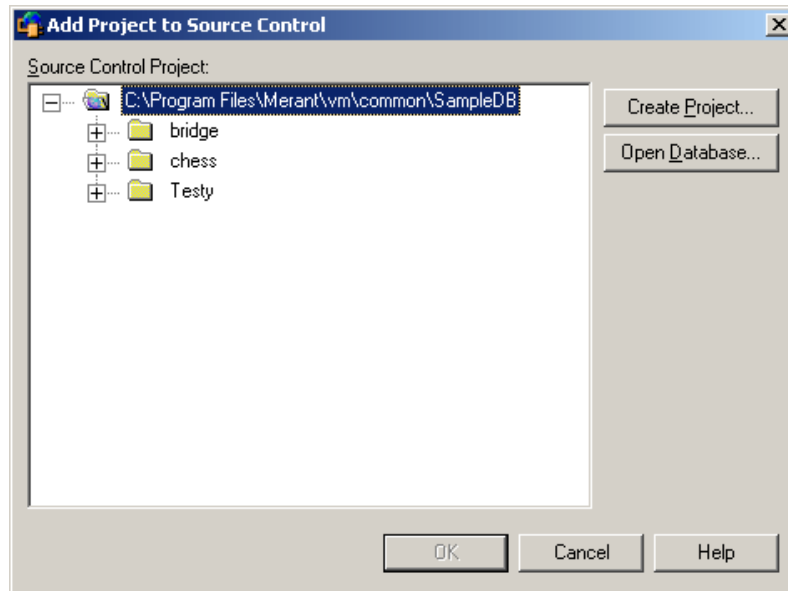 Add Project to Source Control
Source Control Project:
C:\Program Files\Merant\vm\common\SampleDB
bridge
chess
Testy
Create Project...
Open Database...
OK
Cancel
Help